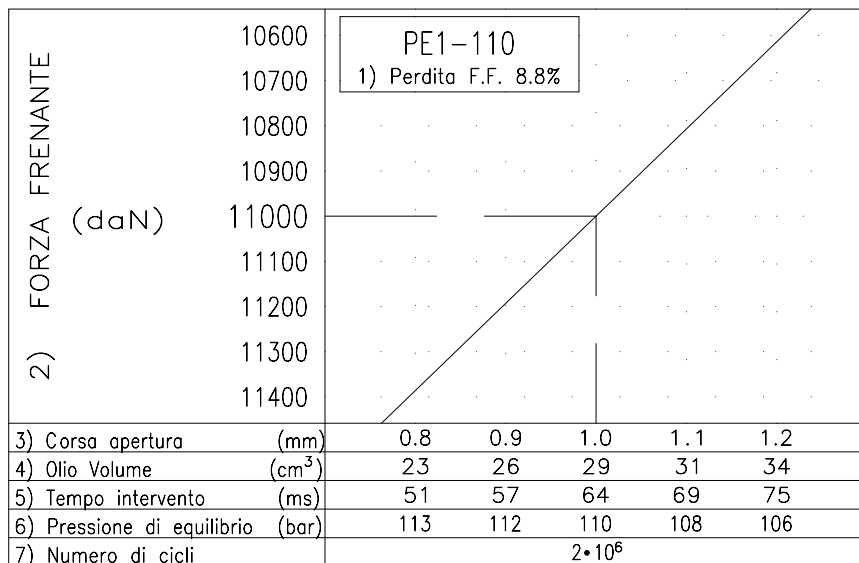 PE1-110
1) Perdita F.F. 8.8%
2) FORZA FRENANTE
(daN)
10600
10700
10800
10900
11000
11100
11200
11300
11400
3) Corsa apertura (mm) 0.8 0.9 1.0 1.1 1.2
4) Olio Volume (cm³) 23 26 29 31 34
5) Tempo intervento (ms) 51 57 64 69 75
6) Pressione di equilibrio (bar) 113 112 110 108 106
7) Numero di cicli 2•10⁶